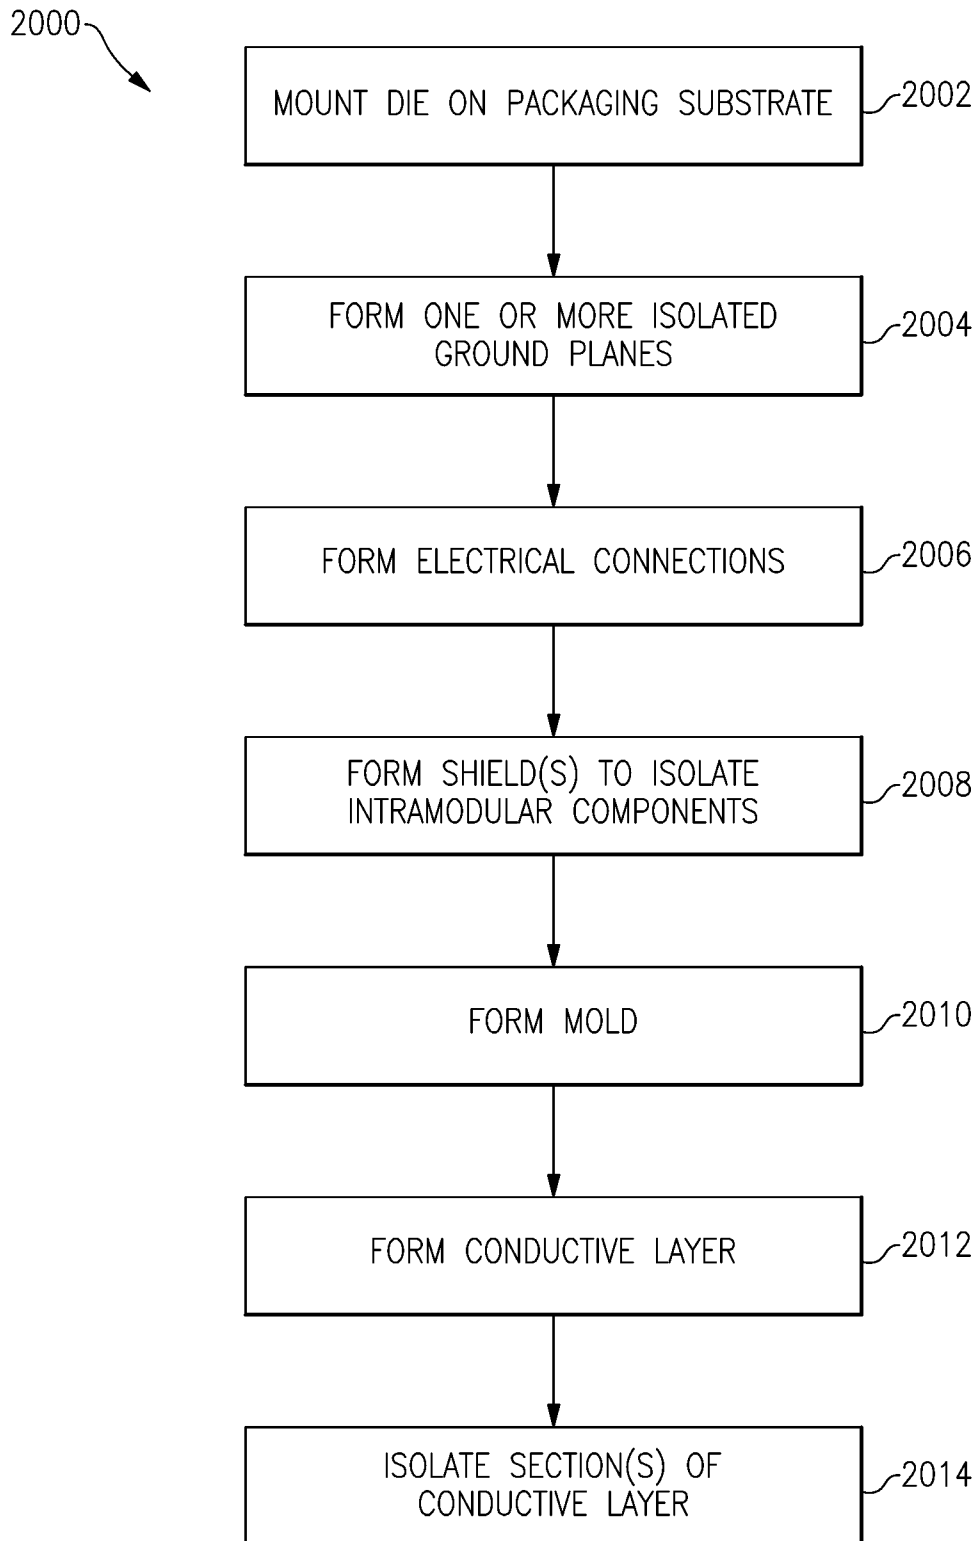 2000
MOUNT DIE ON PACKAGING SUBSTRATE
2002
FORM ONE OR MORE ISOLATED
GROUND PLANES
2004
FORM ELECTRICAL CONNECTIONS
2006
FORM SHIELD(S) TO ISOLATE
INTRAMODULAR COMPONENTS
2008
FORM MOLD
2010
FORM CONDUCTIVE LAYER
2012
ISOLATE SECTION(S) OF
CONDUCTIVE LAYER
2014